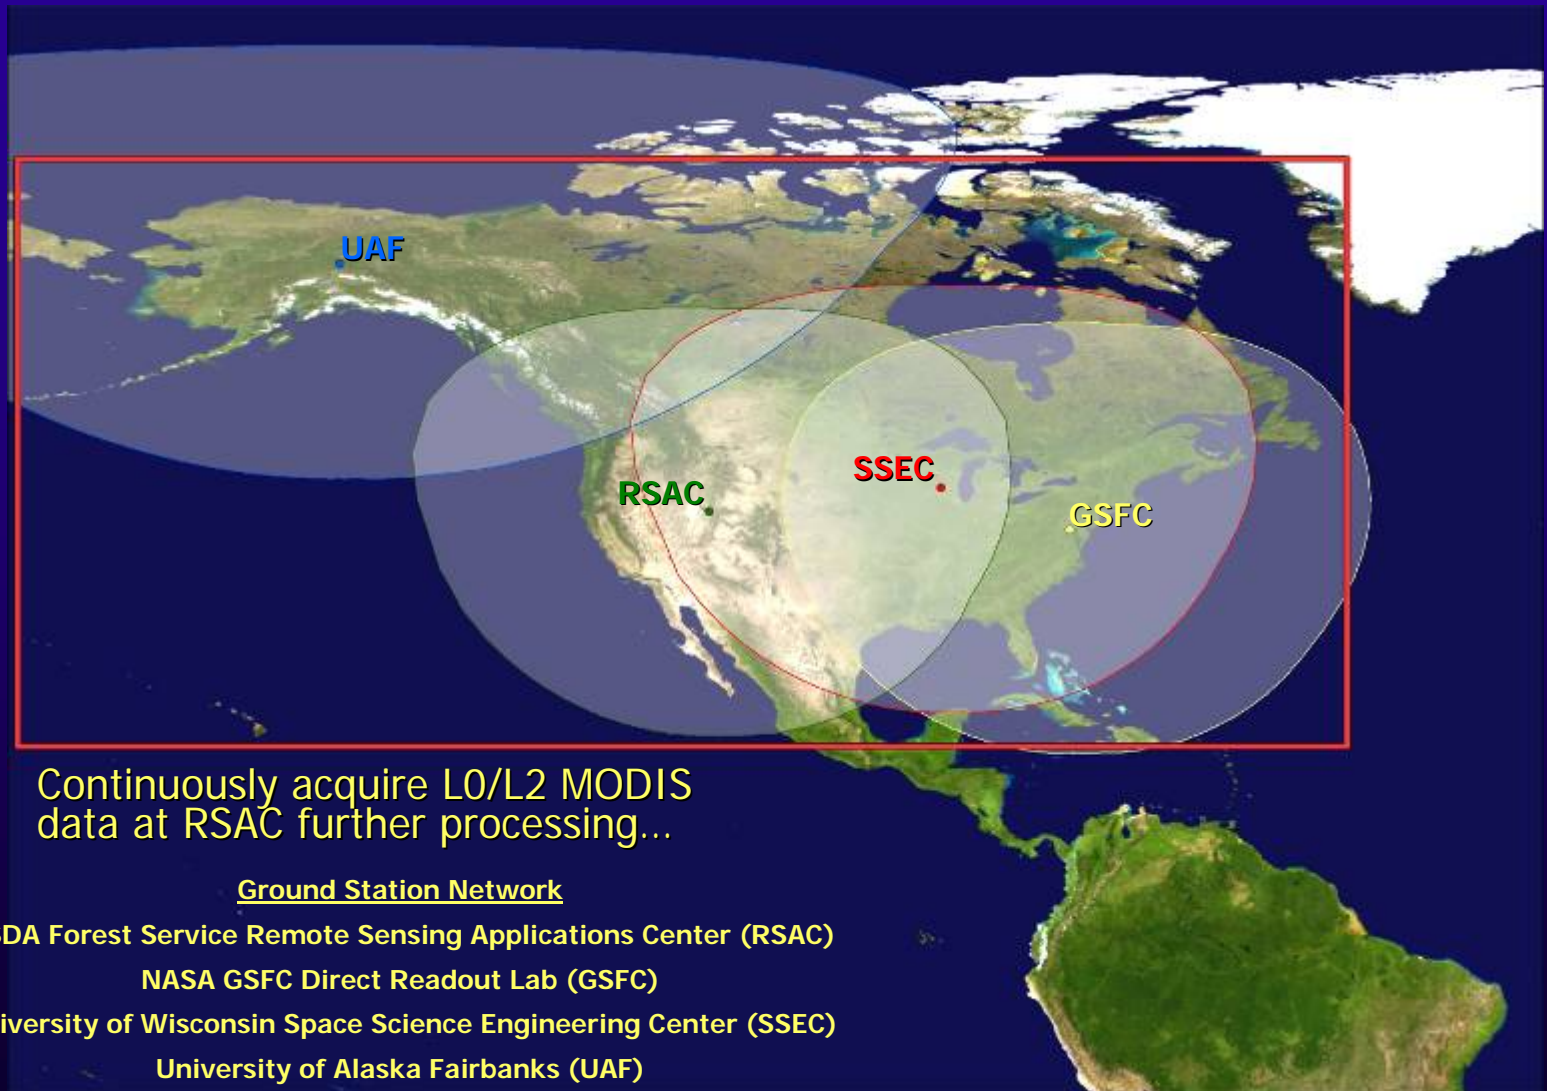 UAF
SSEC
RSAC
GSFC
Continuously acquire L0/L2 MODIS
data at RSAC further processing...
Ground Station Network
SDA Forest Service Remote Sensing Applications Center (RSAC)
NASA GSFC Direct Readout Lab (GSFC)
iversity of Wisconsin Space Science Engineering Center (SSEC)
University of Alaska Fairbanks (UAF)